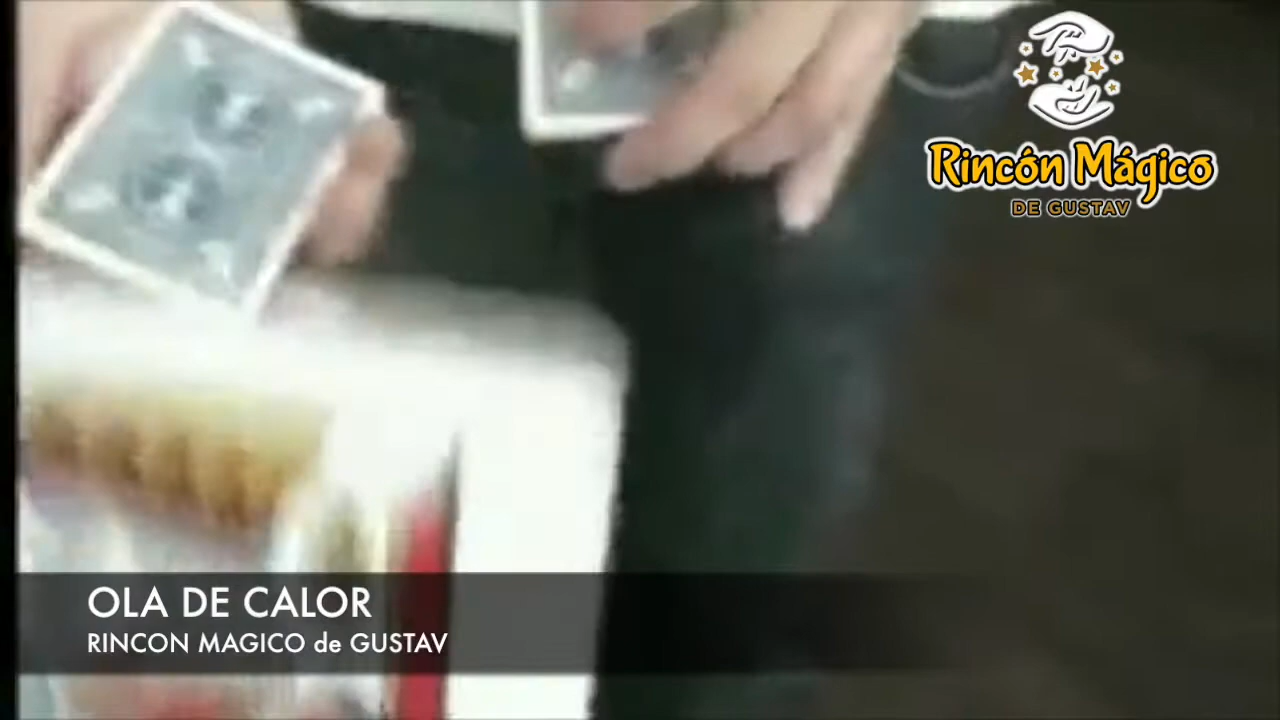 Rincón Mágico
DE GUSTAV
OLA DE CALOR
RINCON MAGICO de GUSTAV